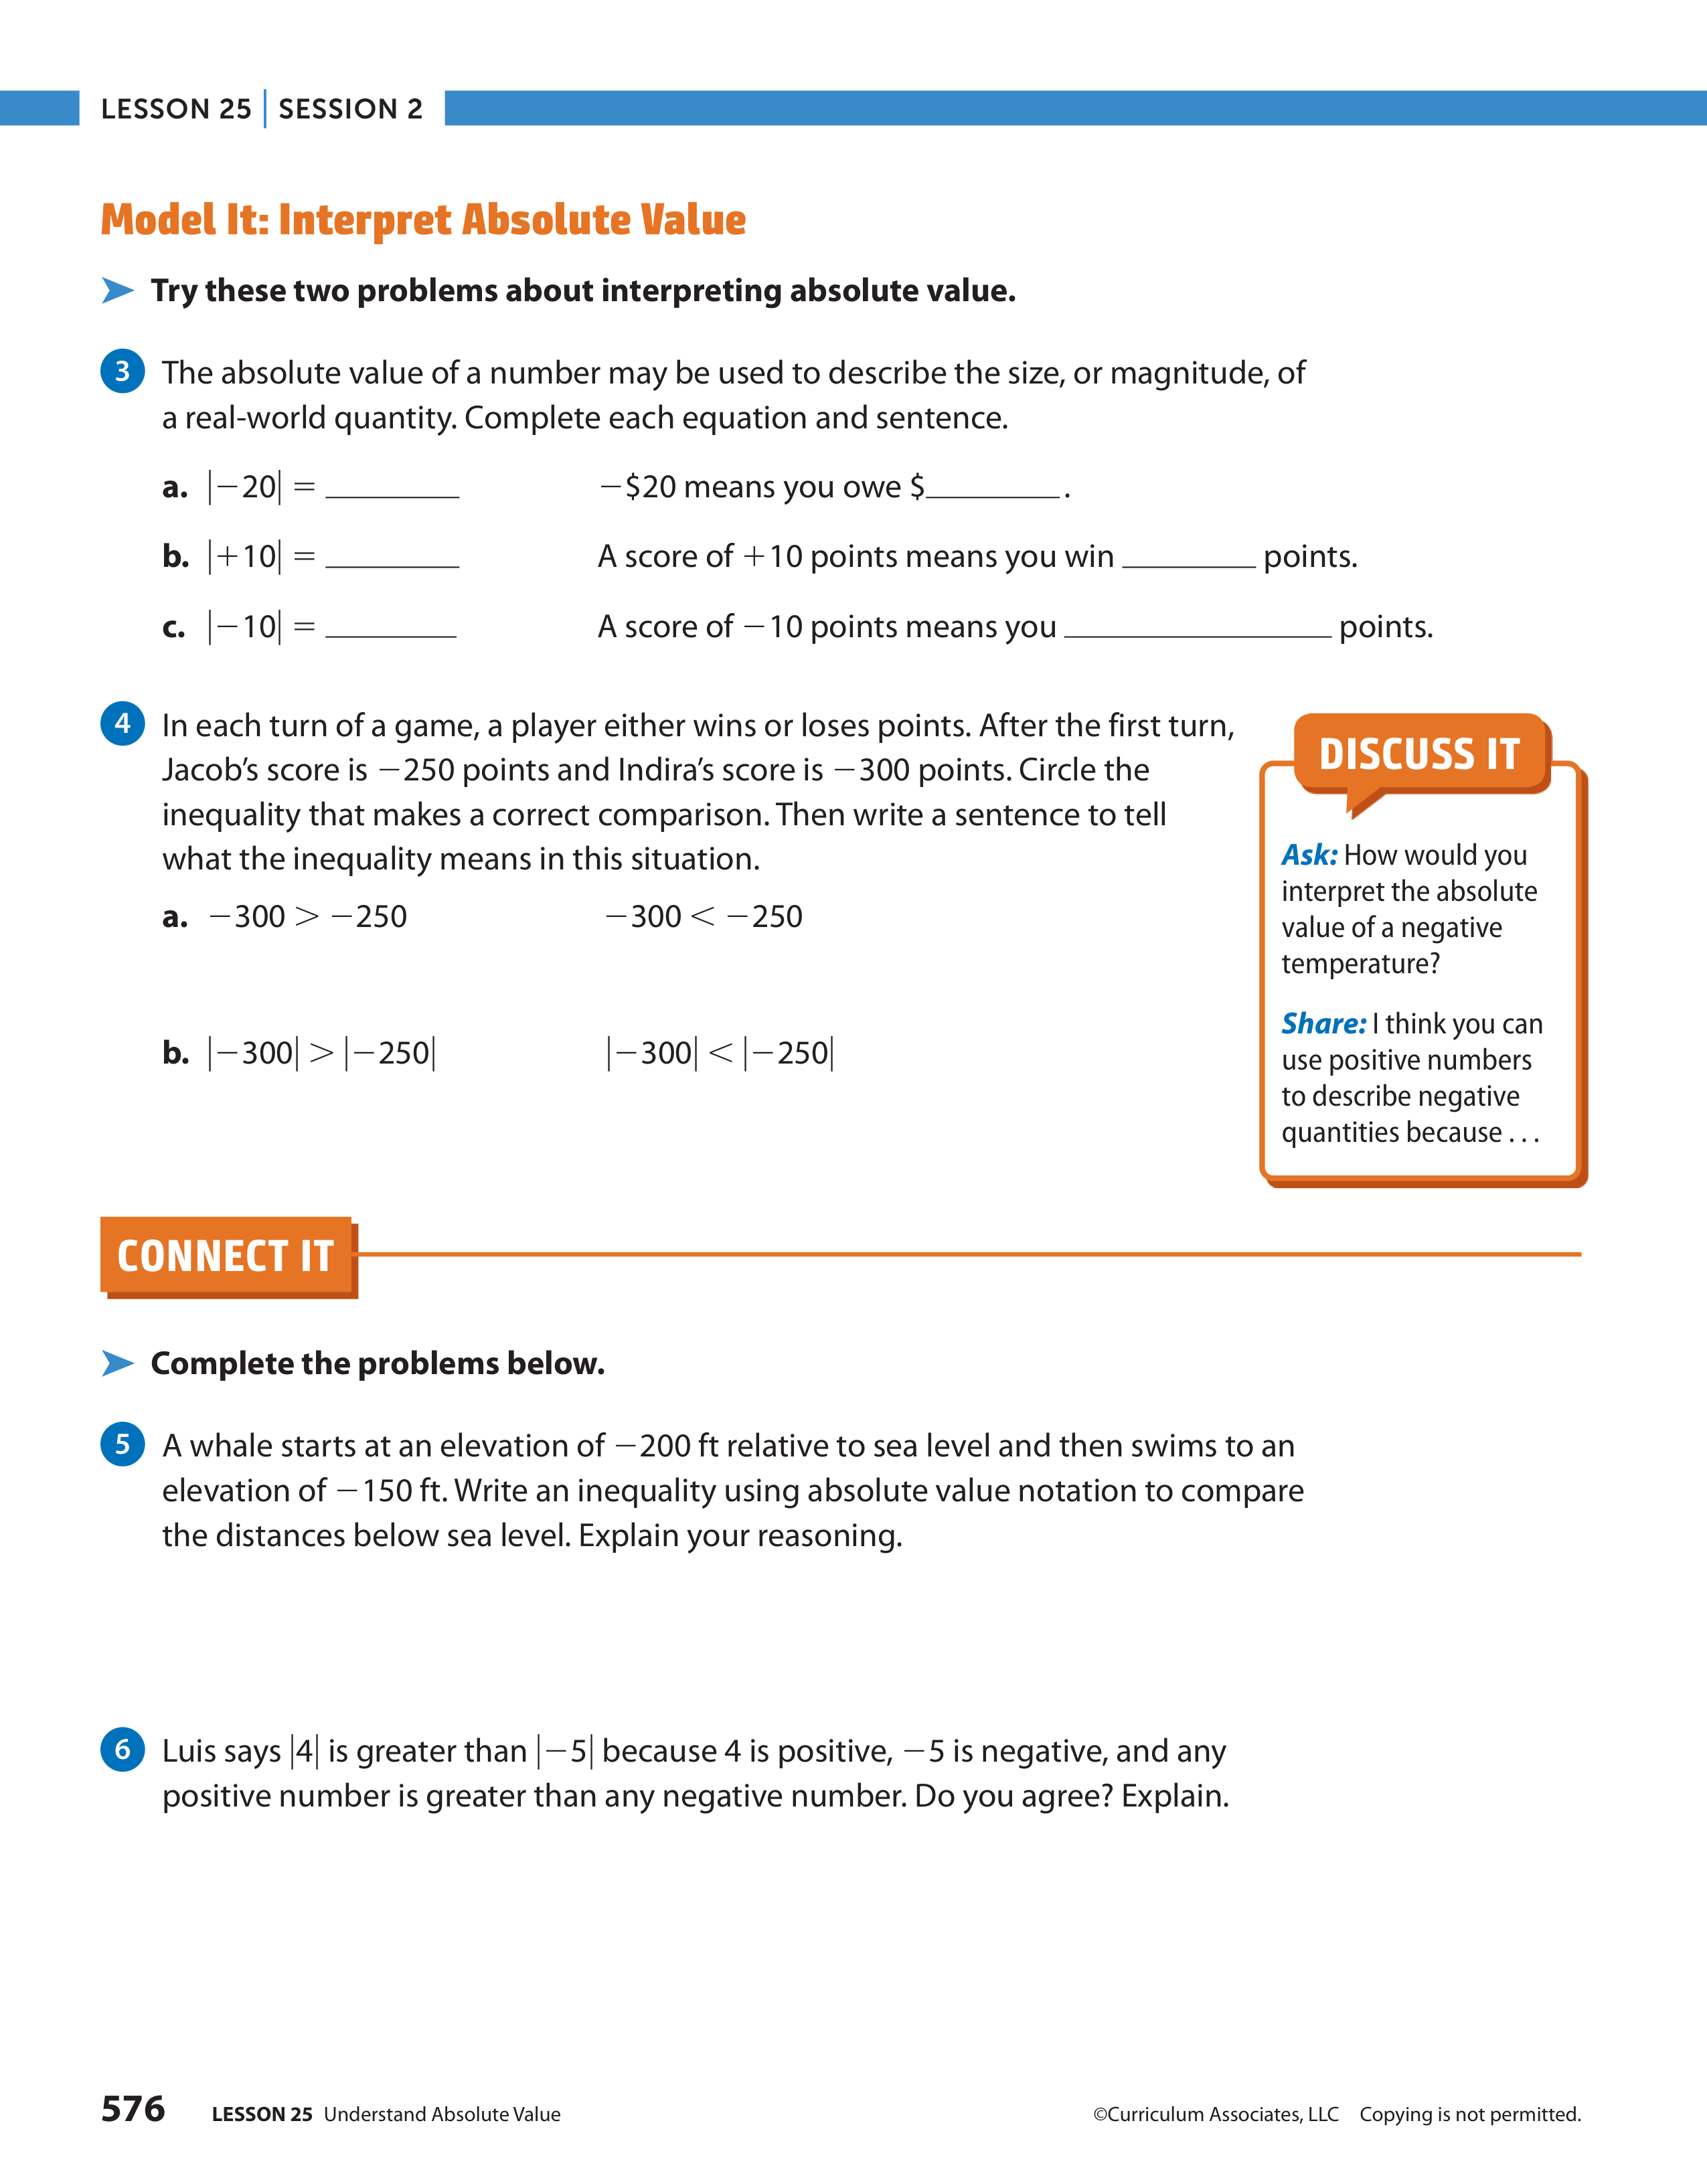 LESSON 25 | SESSION 2
Model It: Interpret Absolute Value
Try these two problems about interpreting absolute value.
3 The absolute value of a number may be used to describe the size, or magnitude, of
a real-world quantity. Complete each equation and sentence.
a. |−20| = ________ −$20 means you owe $________.
b. |+10| = ________ A score of +10 points means you win ________ points.
c. |−10| = ________ A score of −10 points means you ________________ points.
4 In each turn of a game, a player either wins or loses points. After the first turn,
Jacob's score is −250 points and Indira's score is −300 points. Circle the
inequality that makes a correct comparison. Then write a sentence to tell
what the inequality means in this situation.
a. −300 > −250 −300 < −250
b. |−300| > |−250| |−300| < |−250|
DISCUSS IT
Ask: How would you
interpret the absolute
value of a negative
temperature?
Share: I think you can
use positive numbers
to describe negative
quantities because . . .
CONNECT IT
Complete the problems below.
5 A whale starts at an elevation of −200 ft relative to sea level and then swims to an
elevation of −150 ft. Write an inequality using absolute value notation to compare
the distances below sea level. Explain your reasoning.
6 Luis says |4| is greater than |−5| because 4 is positive, −5 is negative, and any
positive number is greater than any negative number. Do you agree? Explain.
576 LESSON 25 Understand Absolute Value ©Curriculum Associates, LLC Copying is not permitted.